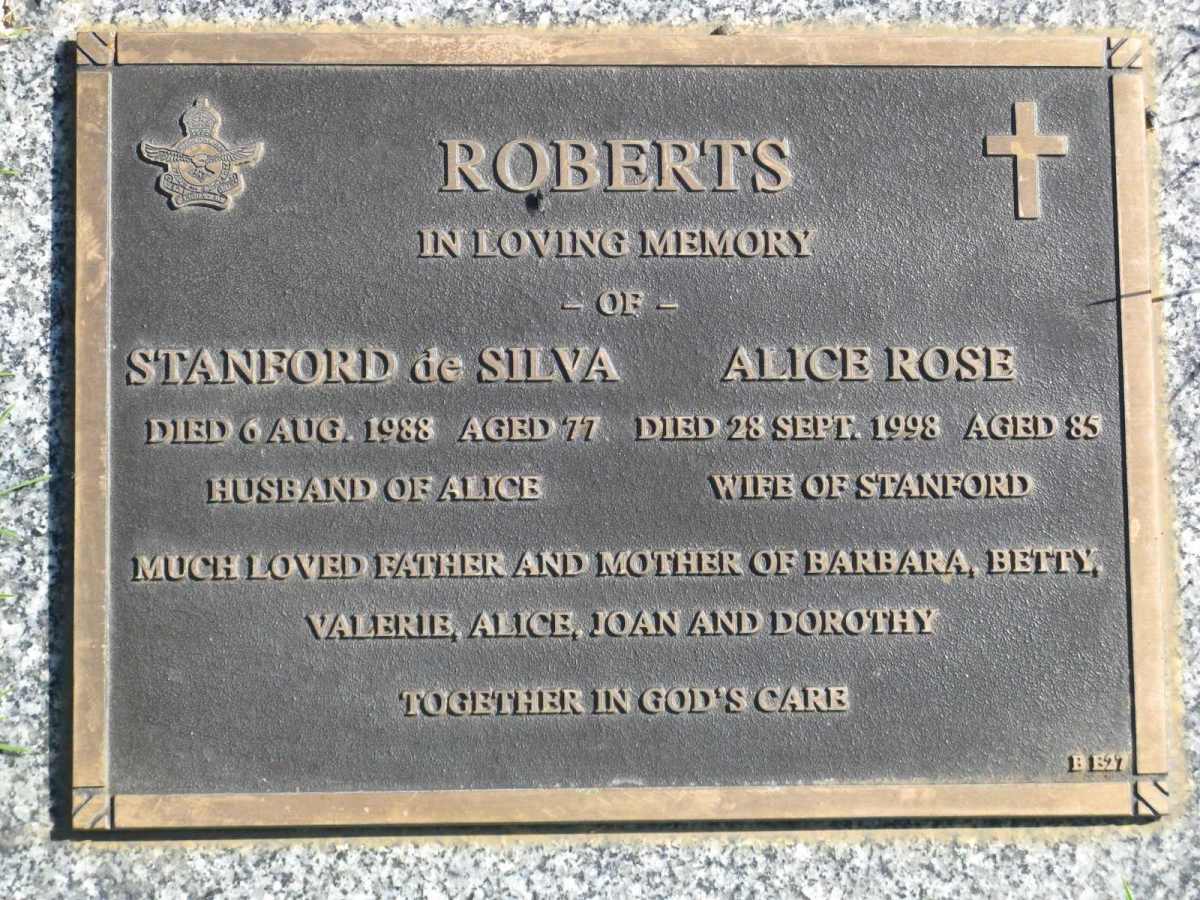 ROBERTS
IN LOVING MEMORY
– OF –
STANFORD de SILVA ALICE ROSE
DIED 6 AUG. 1988 AGED 77 DIED 28 SEPT. 1998 AGED 85
HUSBAND OF ALICE WIFE OF STANFORD
MUCH LOVED FATHER AND MOTHER OF BARBARA, BETTY,
VALERIE, ALICE, JOAN AND DOROTHY
TOGETHER IN GOD'S CARE
B E27